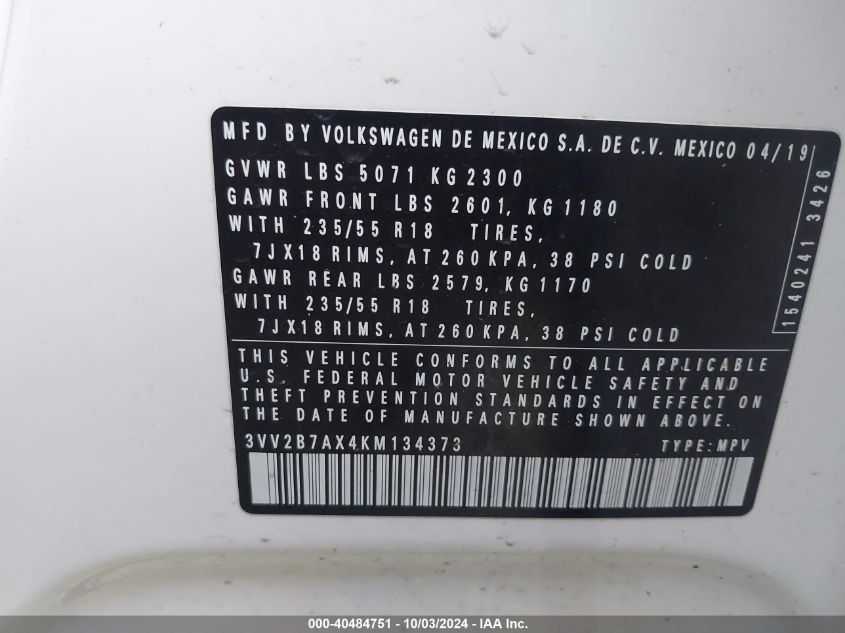 MFD BY VOLKSWAGEN DE MEXICO S.A. DE C.V. MEXICO 04/19
GVWR LBS 5071 KG 2300
GAWR FRONT LBS 2601, KG 1180
WITH 235/55 R18 TIRES,
7JX18 RIMS, AT 260 KPA, 38 PSI COLD
GAWR REAR LBS 2579, KG 1170
WITH 235/55 R18 TIRES,
7JX18 RIMS, AT 260 KPA, 38 PSI COLD
1540241 3426
THIS VEHICLE CONFORMS TO ALL APPLICABLE
U.S. FEDERAL MOTOR VEHICLE SAFETY AND
THEFT PREVENTION STANDARDS IN EFFECT ON
THE DATE OF MANUFACTURE SHOWN ABOVE.
3VV2B7AX4KM134373 TYPE: MPV
000-40484751 - 10/03/2024 - IAA Inc.